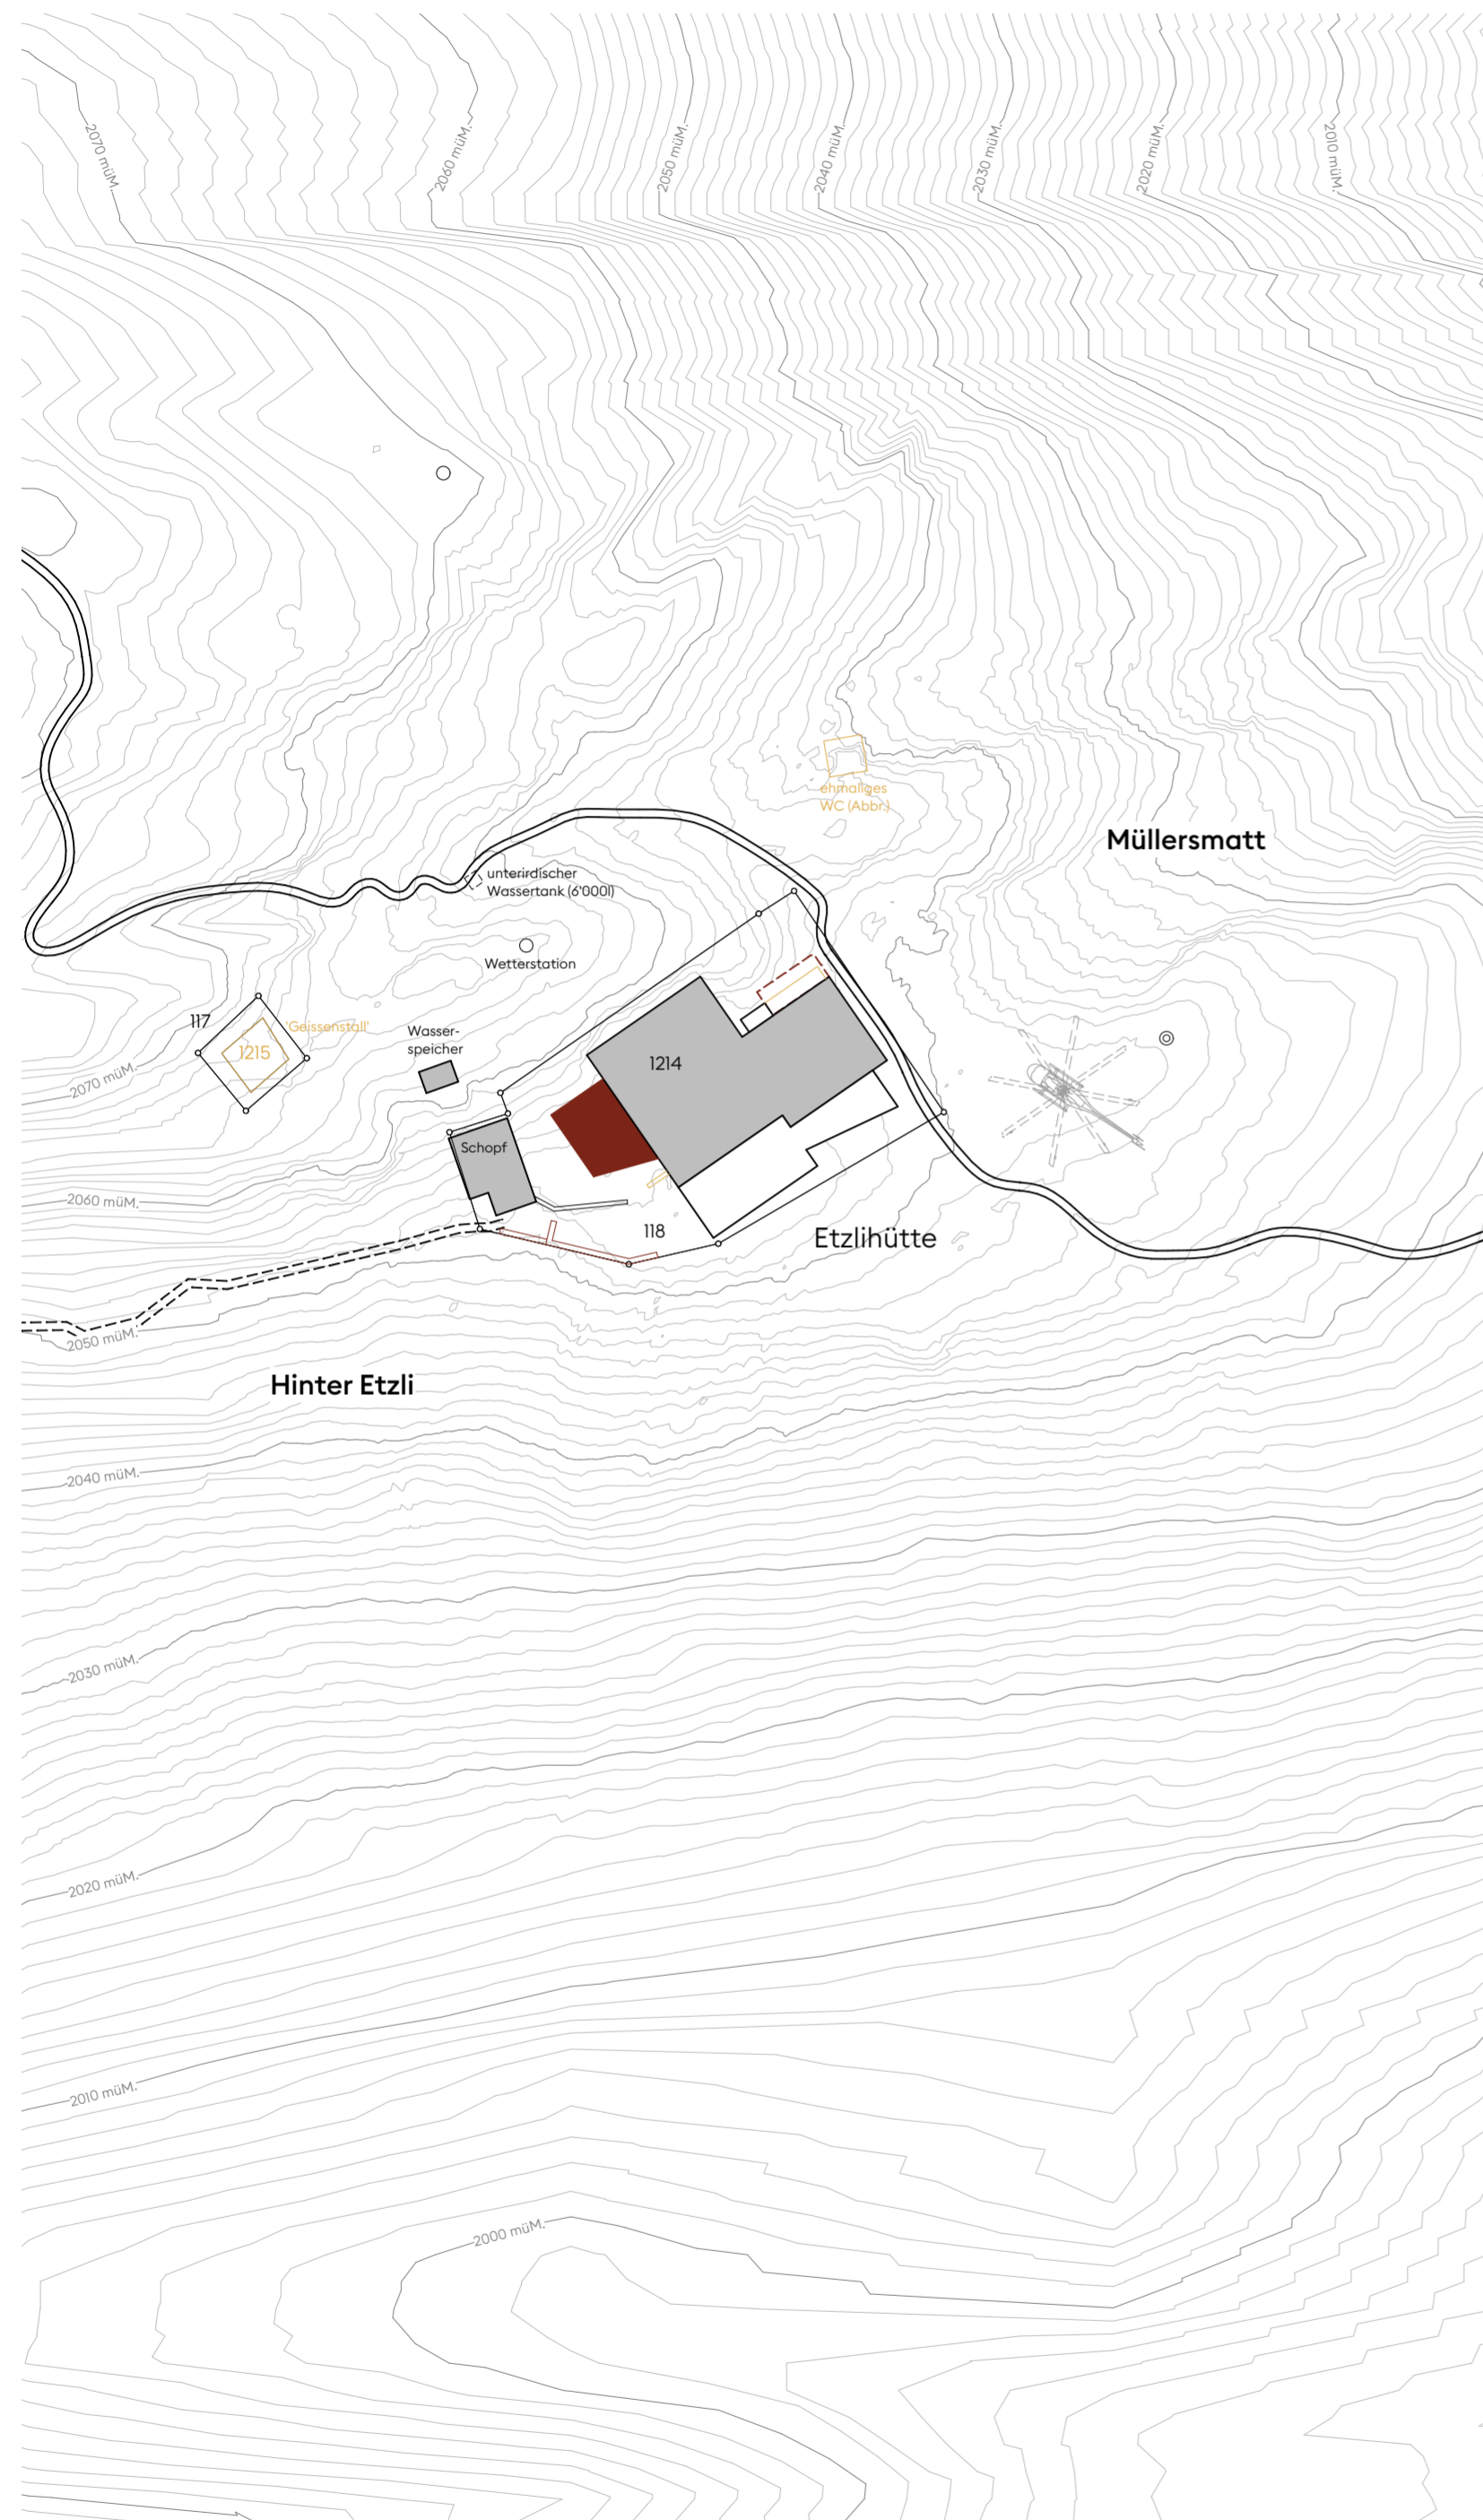 2070 müM.
2060 müM.
2050 müM.
2040 müM.
2030 müM.
2020 müM.
2010 müM.
ehmaliges
WC (Abbr.)
Müllersmatt
unterirdischer
Wassertank (6'000l)
Wetterstation
117
'Geissenstall'
1215
Wasser-
speicher
1214
2070 müM.
Schopf
2060 müM.
118
Etzlihütte
2050 müM.
Hinter Etzli
2040 müM.
2030 müM.
2020 müM.
2010 müM.
2000 müM.